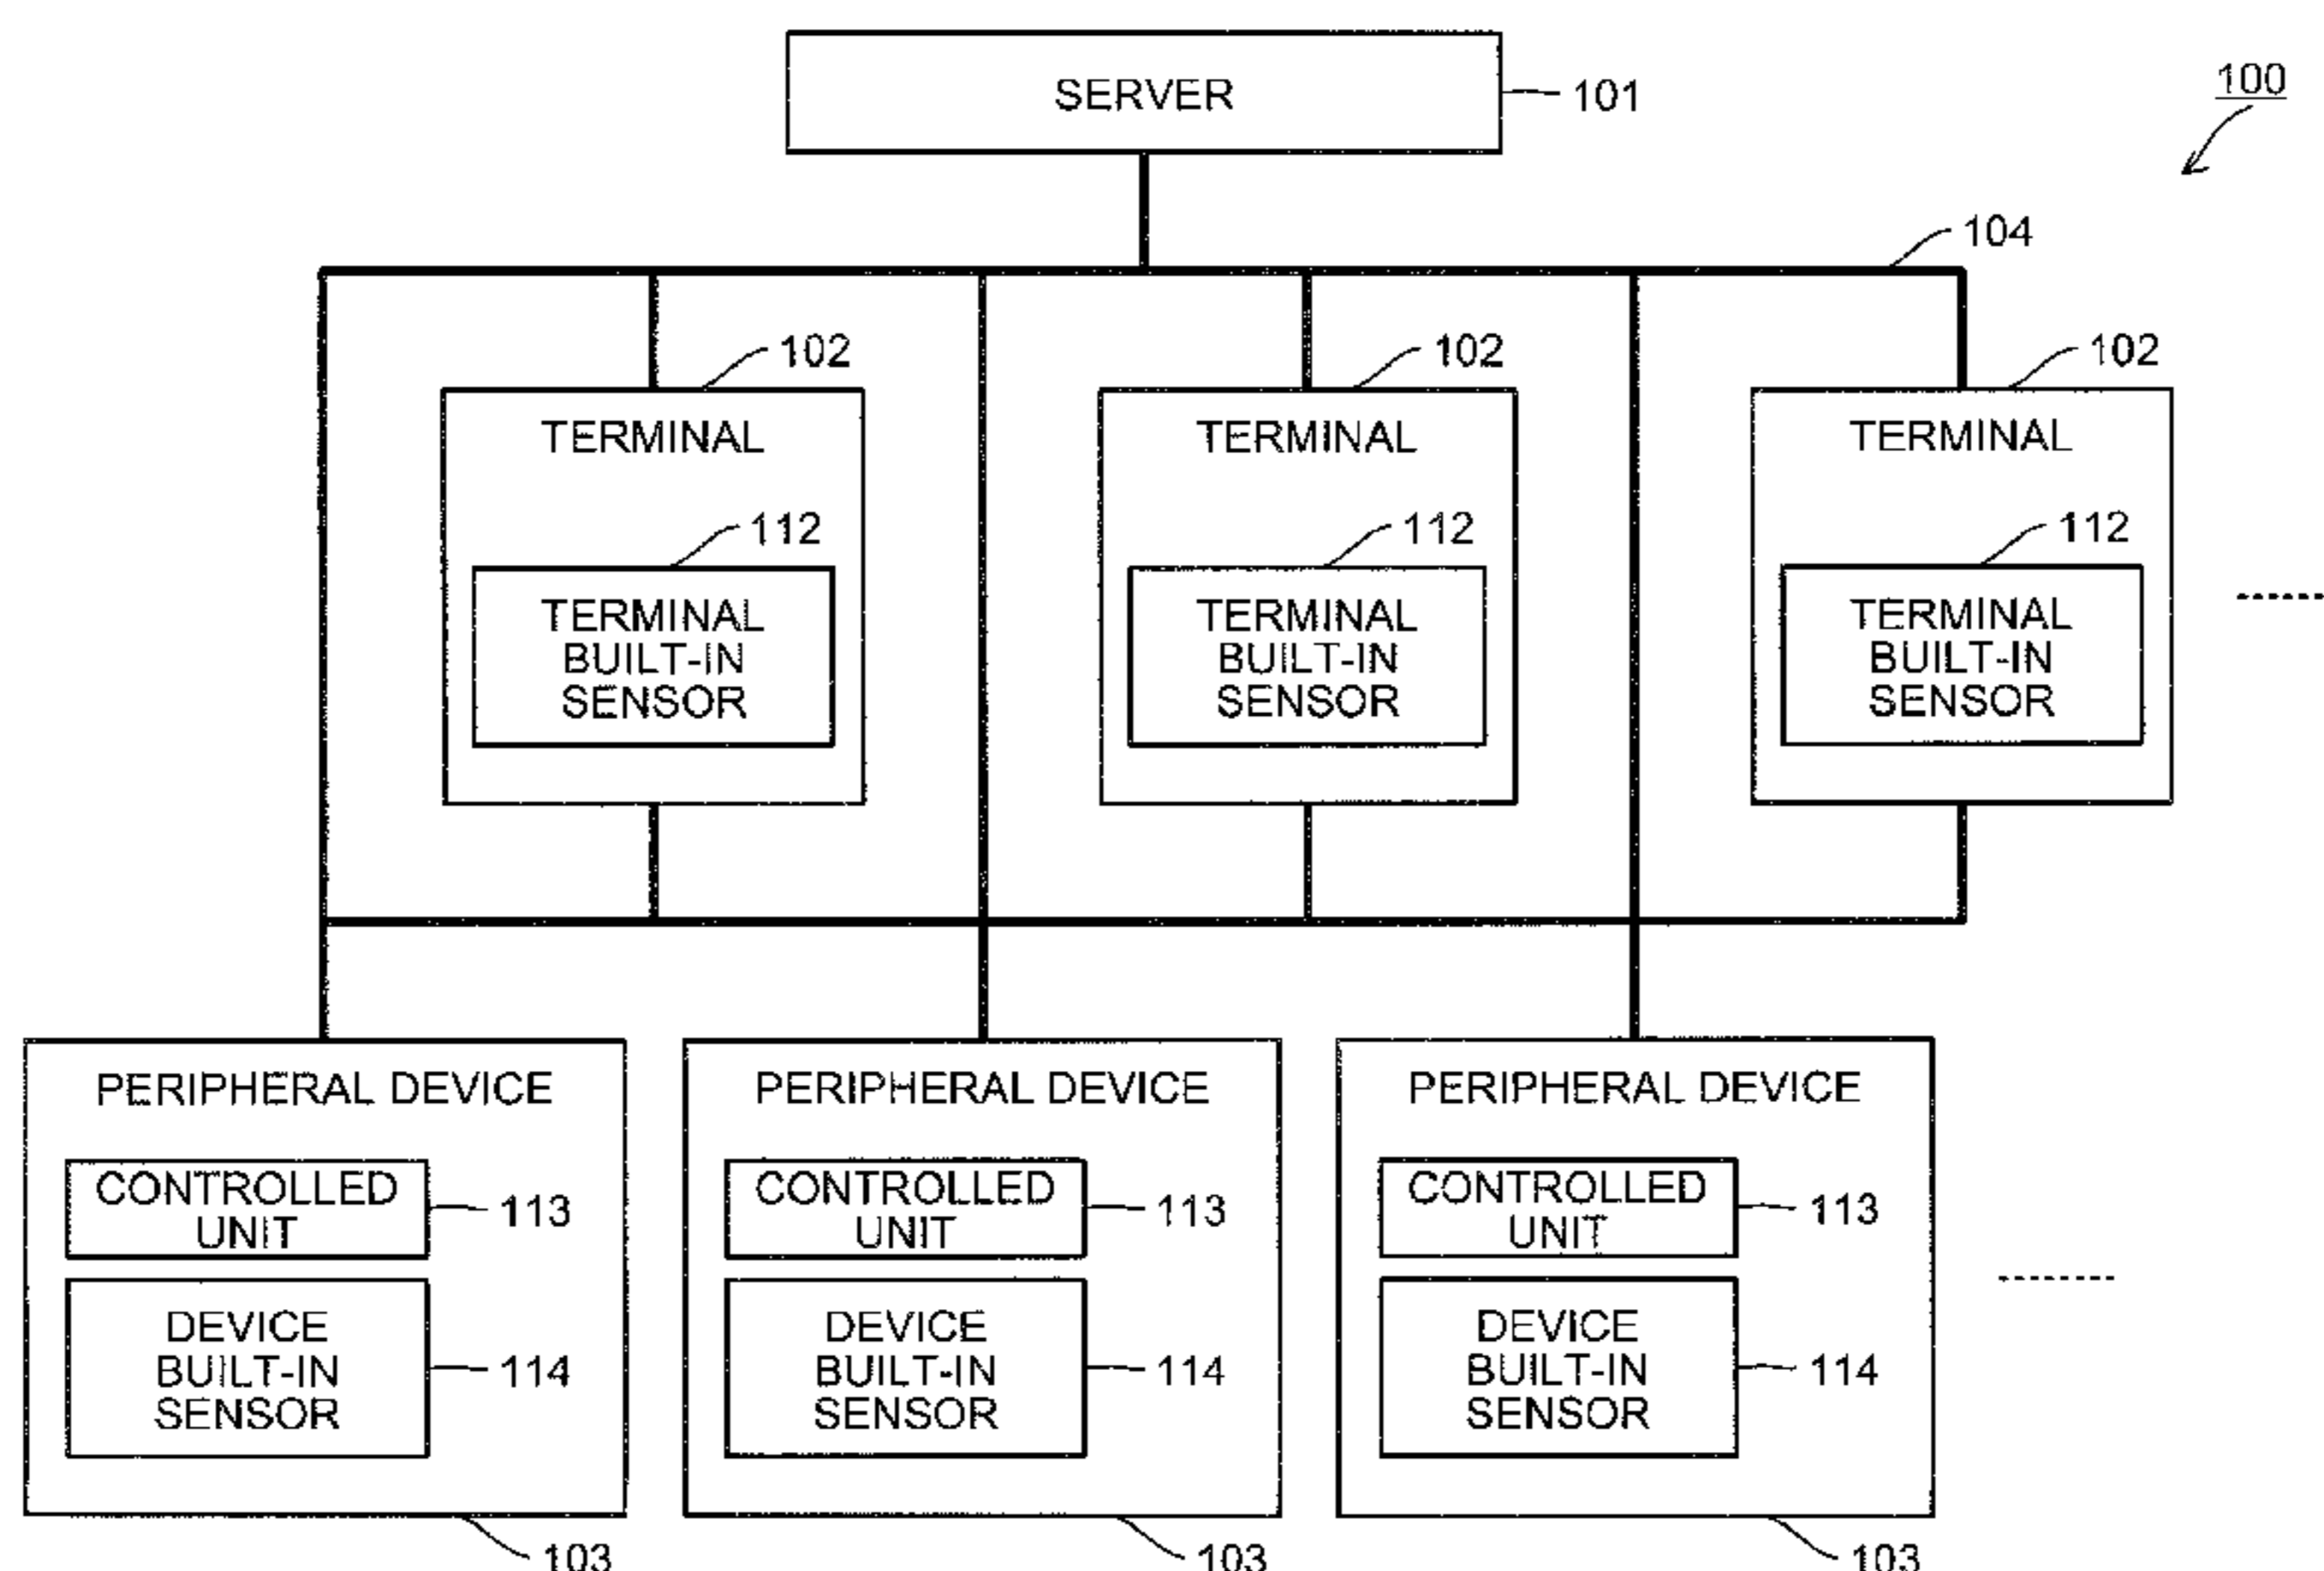 SERVER
101
100
104
102
102
102
TERMINAL
TERMINAL
TERMINAL
112
112
112
TERMINAL
BUILT-IN
SENSOR
TERMINAL
BUILT-IN
SENSOR
TERMINAL
BUILT-IN
SENSOR
PERIPHERAL DEVICE
CONTROLLED
UNIT
113
DEVICE
BUILT-IN
SENSOR
114
103
PERIPHERAL DEVICE
CONTROLLED
UNIT
113
DEVICE
BUILT-IN
SENSOR
114
103
PERIPHERAL DEVICE
CONTROLLED
UNIT
113
DEVICE
BUILT-IN
SENSOR
114
103